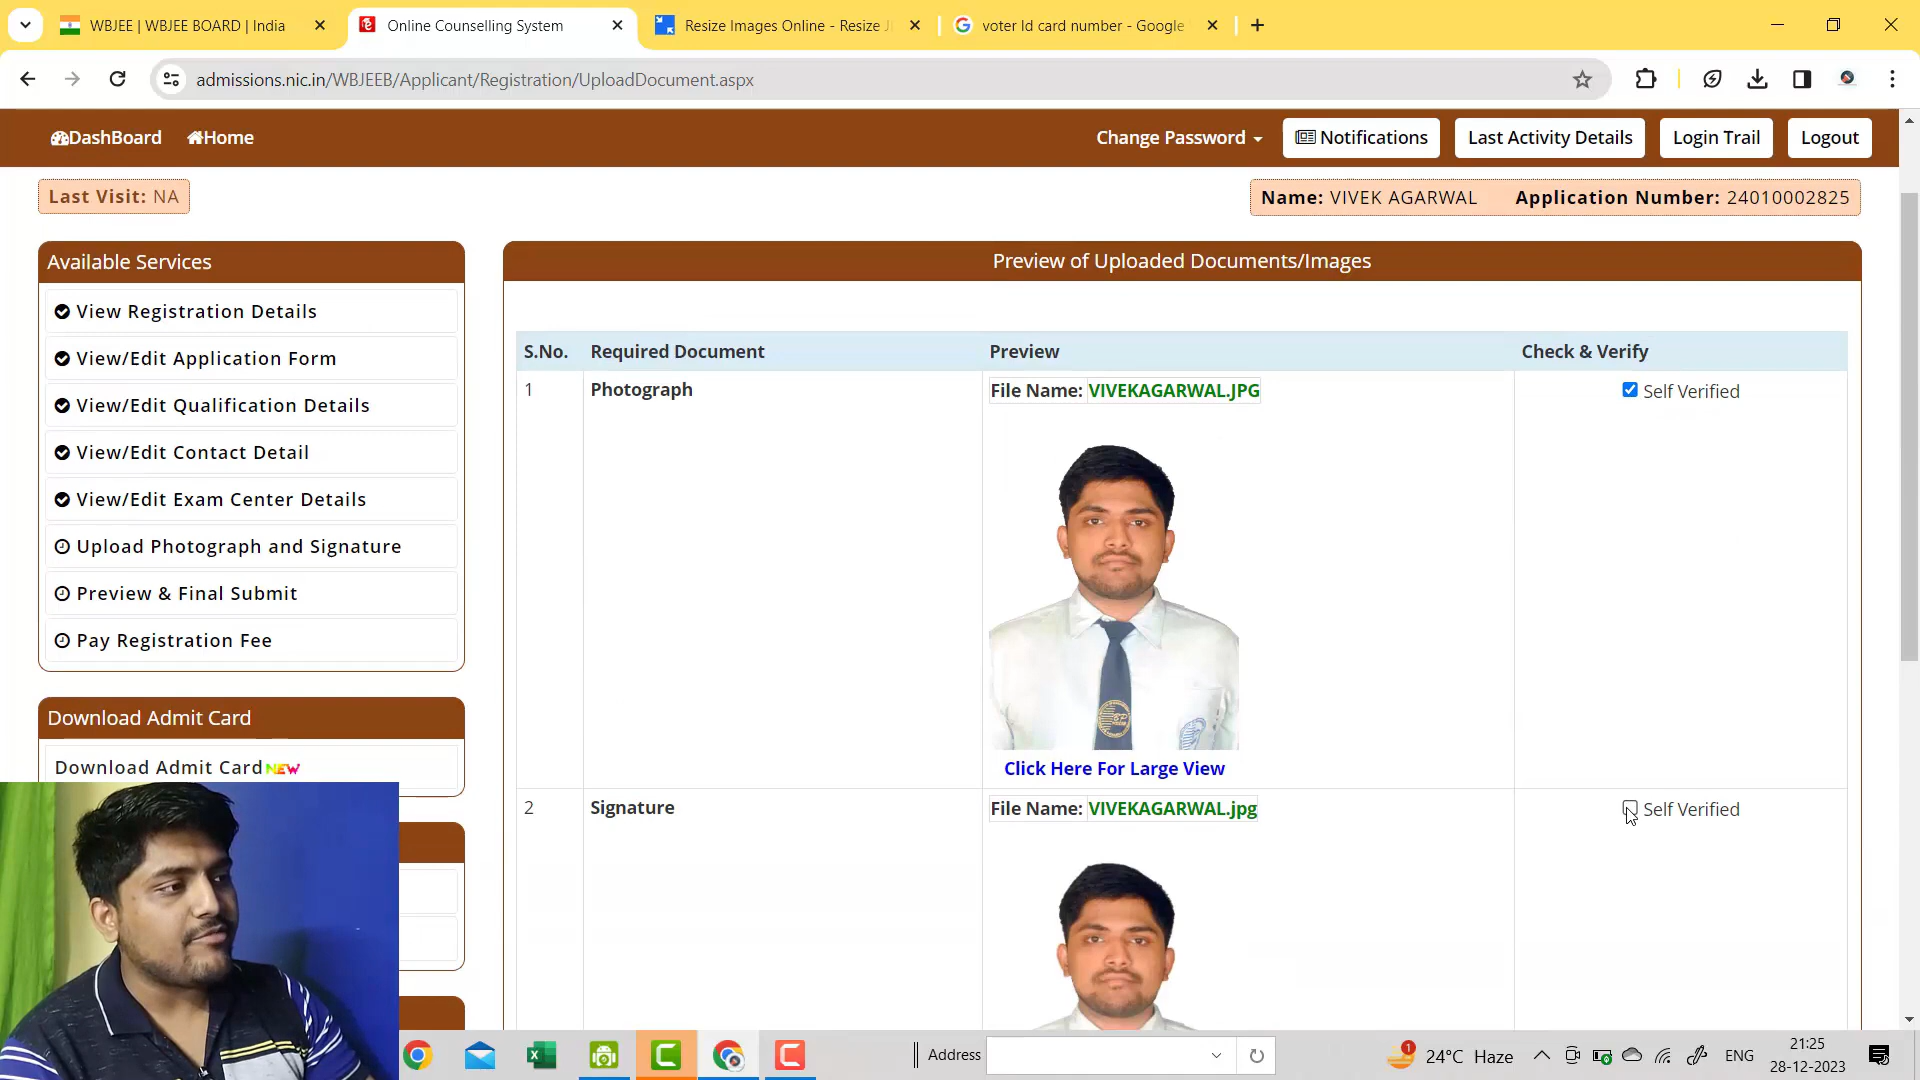 WBJEE | WBJEE BOARD | India
Online Counselling System
Resize Images Online - Resize
voter Id card number - Google
admissions.nic.in/WBJEEB/Applicant/Registration/UploadDocument.aspx
DashBoard
Home
Change Password
Notifications
Last Activity Details
Login Trail
Logout
Last Visit: NA
Name: VIVEK AGARWAL Application Number: 24010002825
Available Services
View Registration Details
View/Edit Application Form
View/Edit Qualification Details
View/Edit Contact Detail
View/Edit Exam Center Details
Upload Photograph and Signature
Preview & Final Submit
Pay Registration Fee
Download Admit Card
Download Admit Card NEW
Preview of Uploaded Documents/Images
S.No. Required Document Preview Check & Verify
1 Photograph File Name: VIVEKAGARWAL.JPG Self Verified
Click Here For Large View
2 Signature File Name: VIVEKAGARWAL.jpg Self Verified
Address
1
24°C Haze
ENG
21:25
28-12-2023